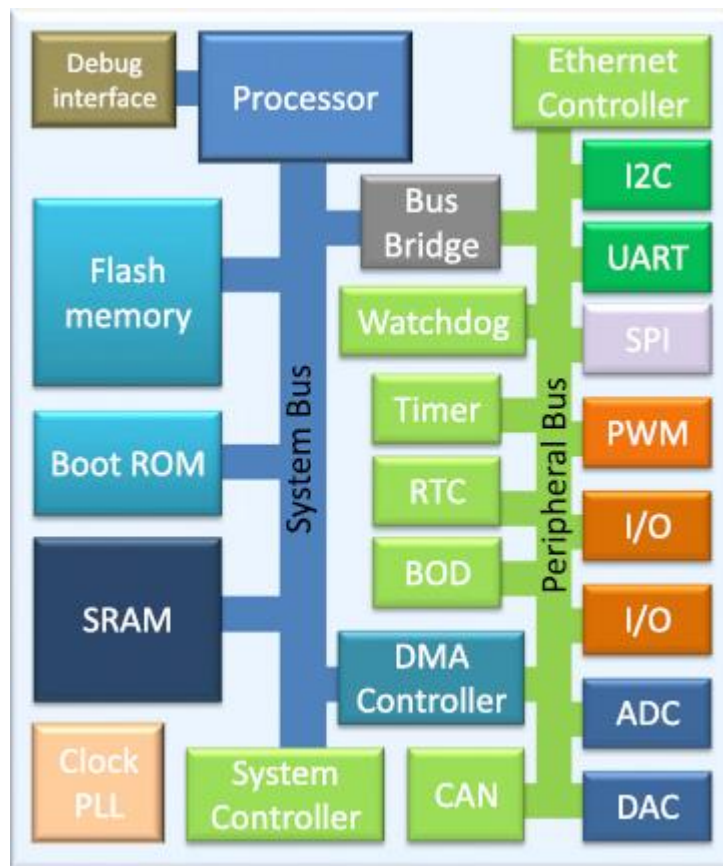 Debug
interface
Processor
Ethernet
Controller
I2C
Bus
Bridge
UART
Flash
memory
Watchdog
SPI
System Bus
Peripheral Bus
Timer
PWM
Boot ROM
RTC
I/O
BOD
SRAM
I/O
DMA
Controller
ADC
Clock
PLL
System
Controller
CAN
DAC